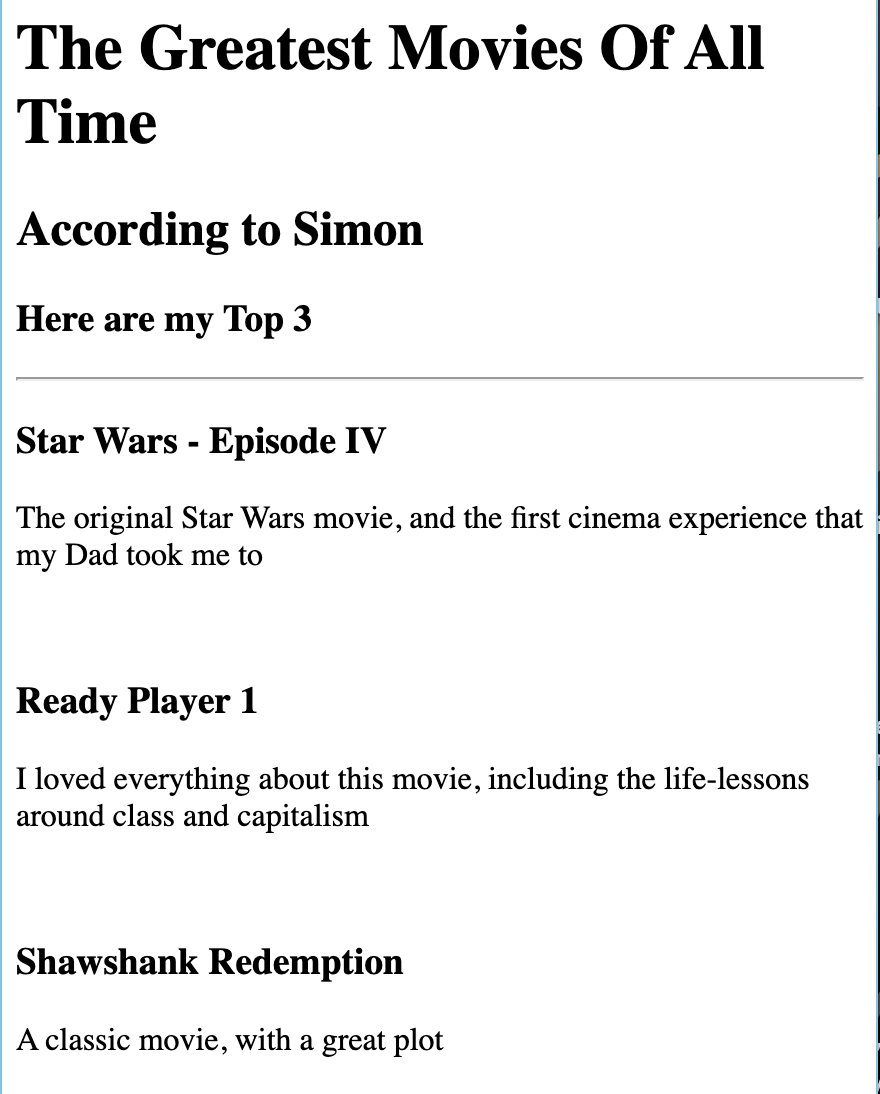 The Greatest Movies Of All
Time
According to Simon
Here are my Top 3
Star Wars - Episode IV
The original Star Wars movie, and the first cinema experience that
my Dad took me to
Ready Player 1
I loved everything about this movie, including the life-lessons
around class and capitalism
Shawshank Redemption
A classic movie, with a great plot